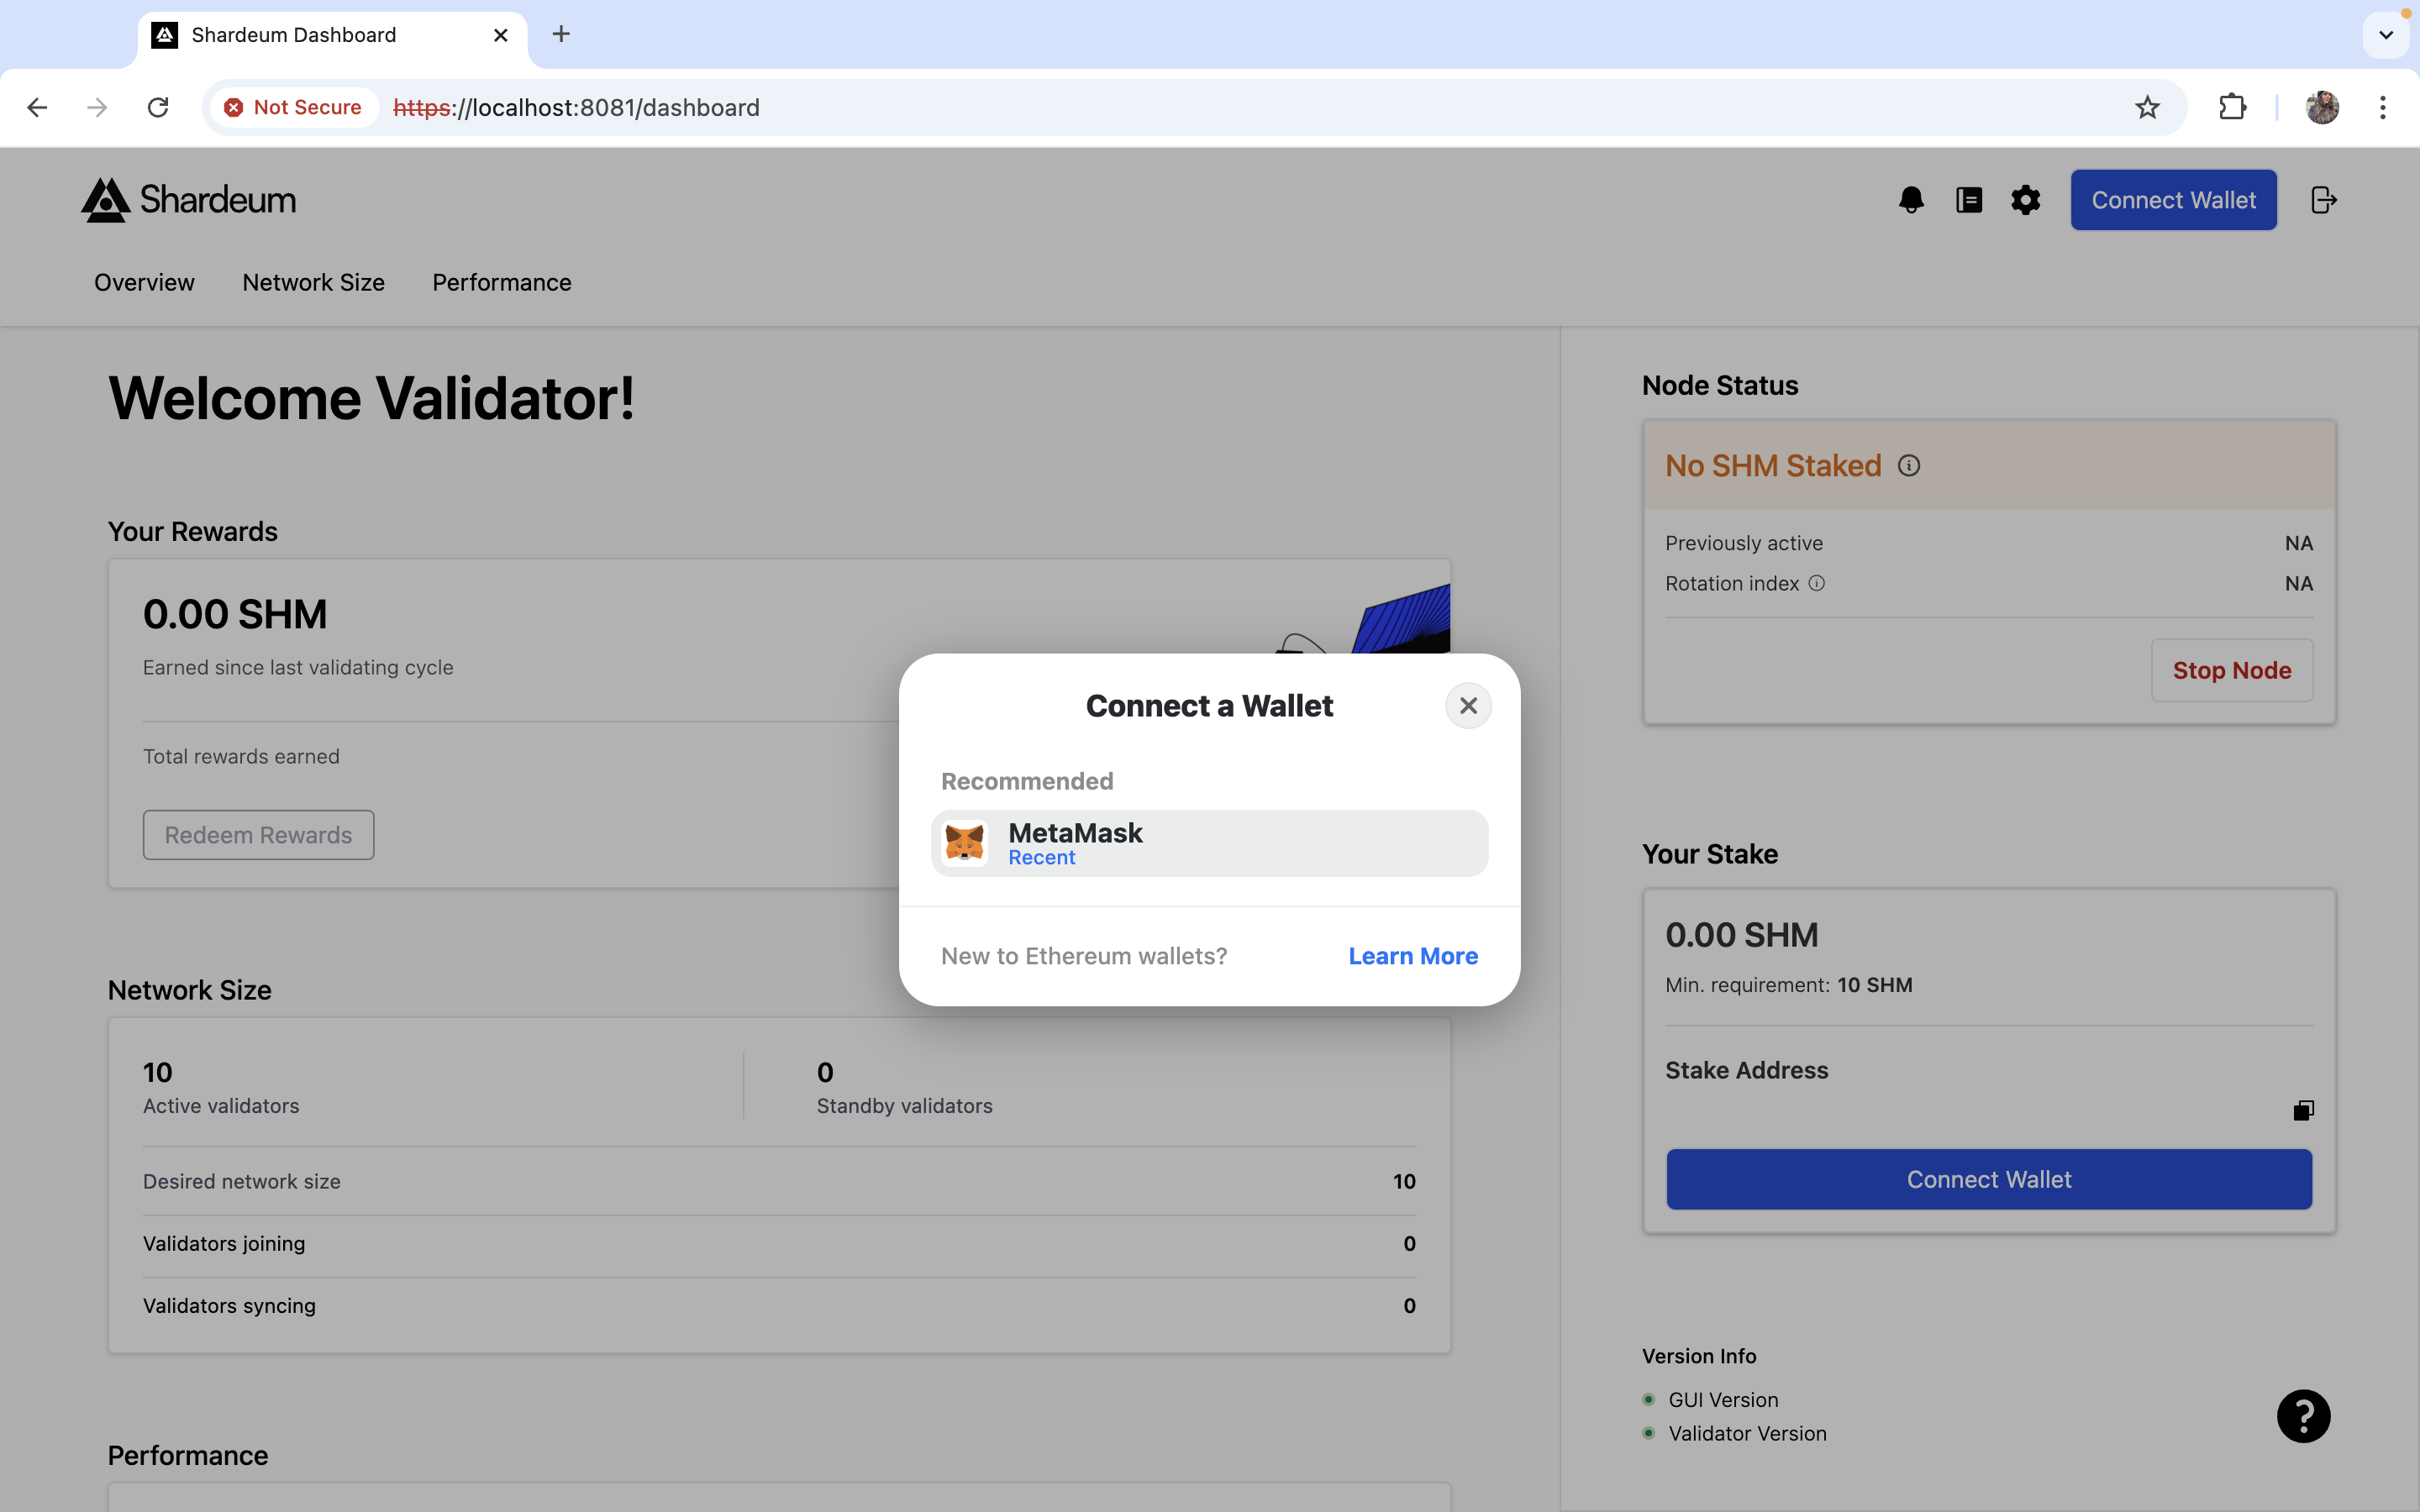 Shardeum Dashboard
Not Secure
https://localhost:8081/dashboard
Shardeum
Connect Wallet
Overview
Network Size
Performance
Welcome Validator!
Your Rewards
0.00 SHM
Earned since last validating cycle
Total rewards earned
Redeem Rewards
Network Size
10
Active validators
0
Standby validators
Desired network size
10
Validators joining
0
Validators syncing
0
Performance
Connect a Wallet
Recommended
MetaMask
Recent
New to Ethereum wallets?
Learn More
Node Status
No SHM Staked
Previously active
NA
Rotation index
NA
Stop Node
Your Stake
0.00 SHM
Min. requirement: 10 SHM
Stake Address
Connect Wallet
Version Info
GUI Version
Validator Version
?